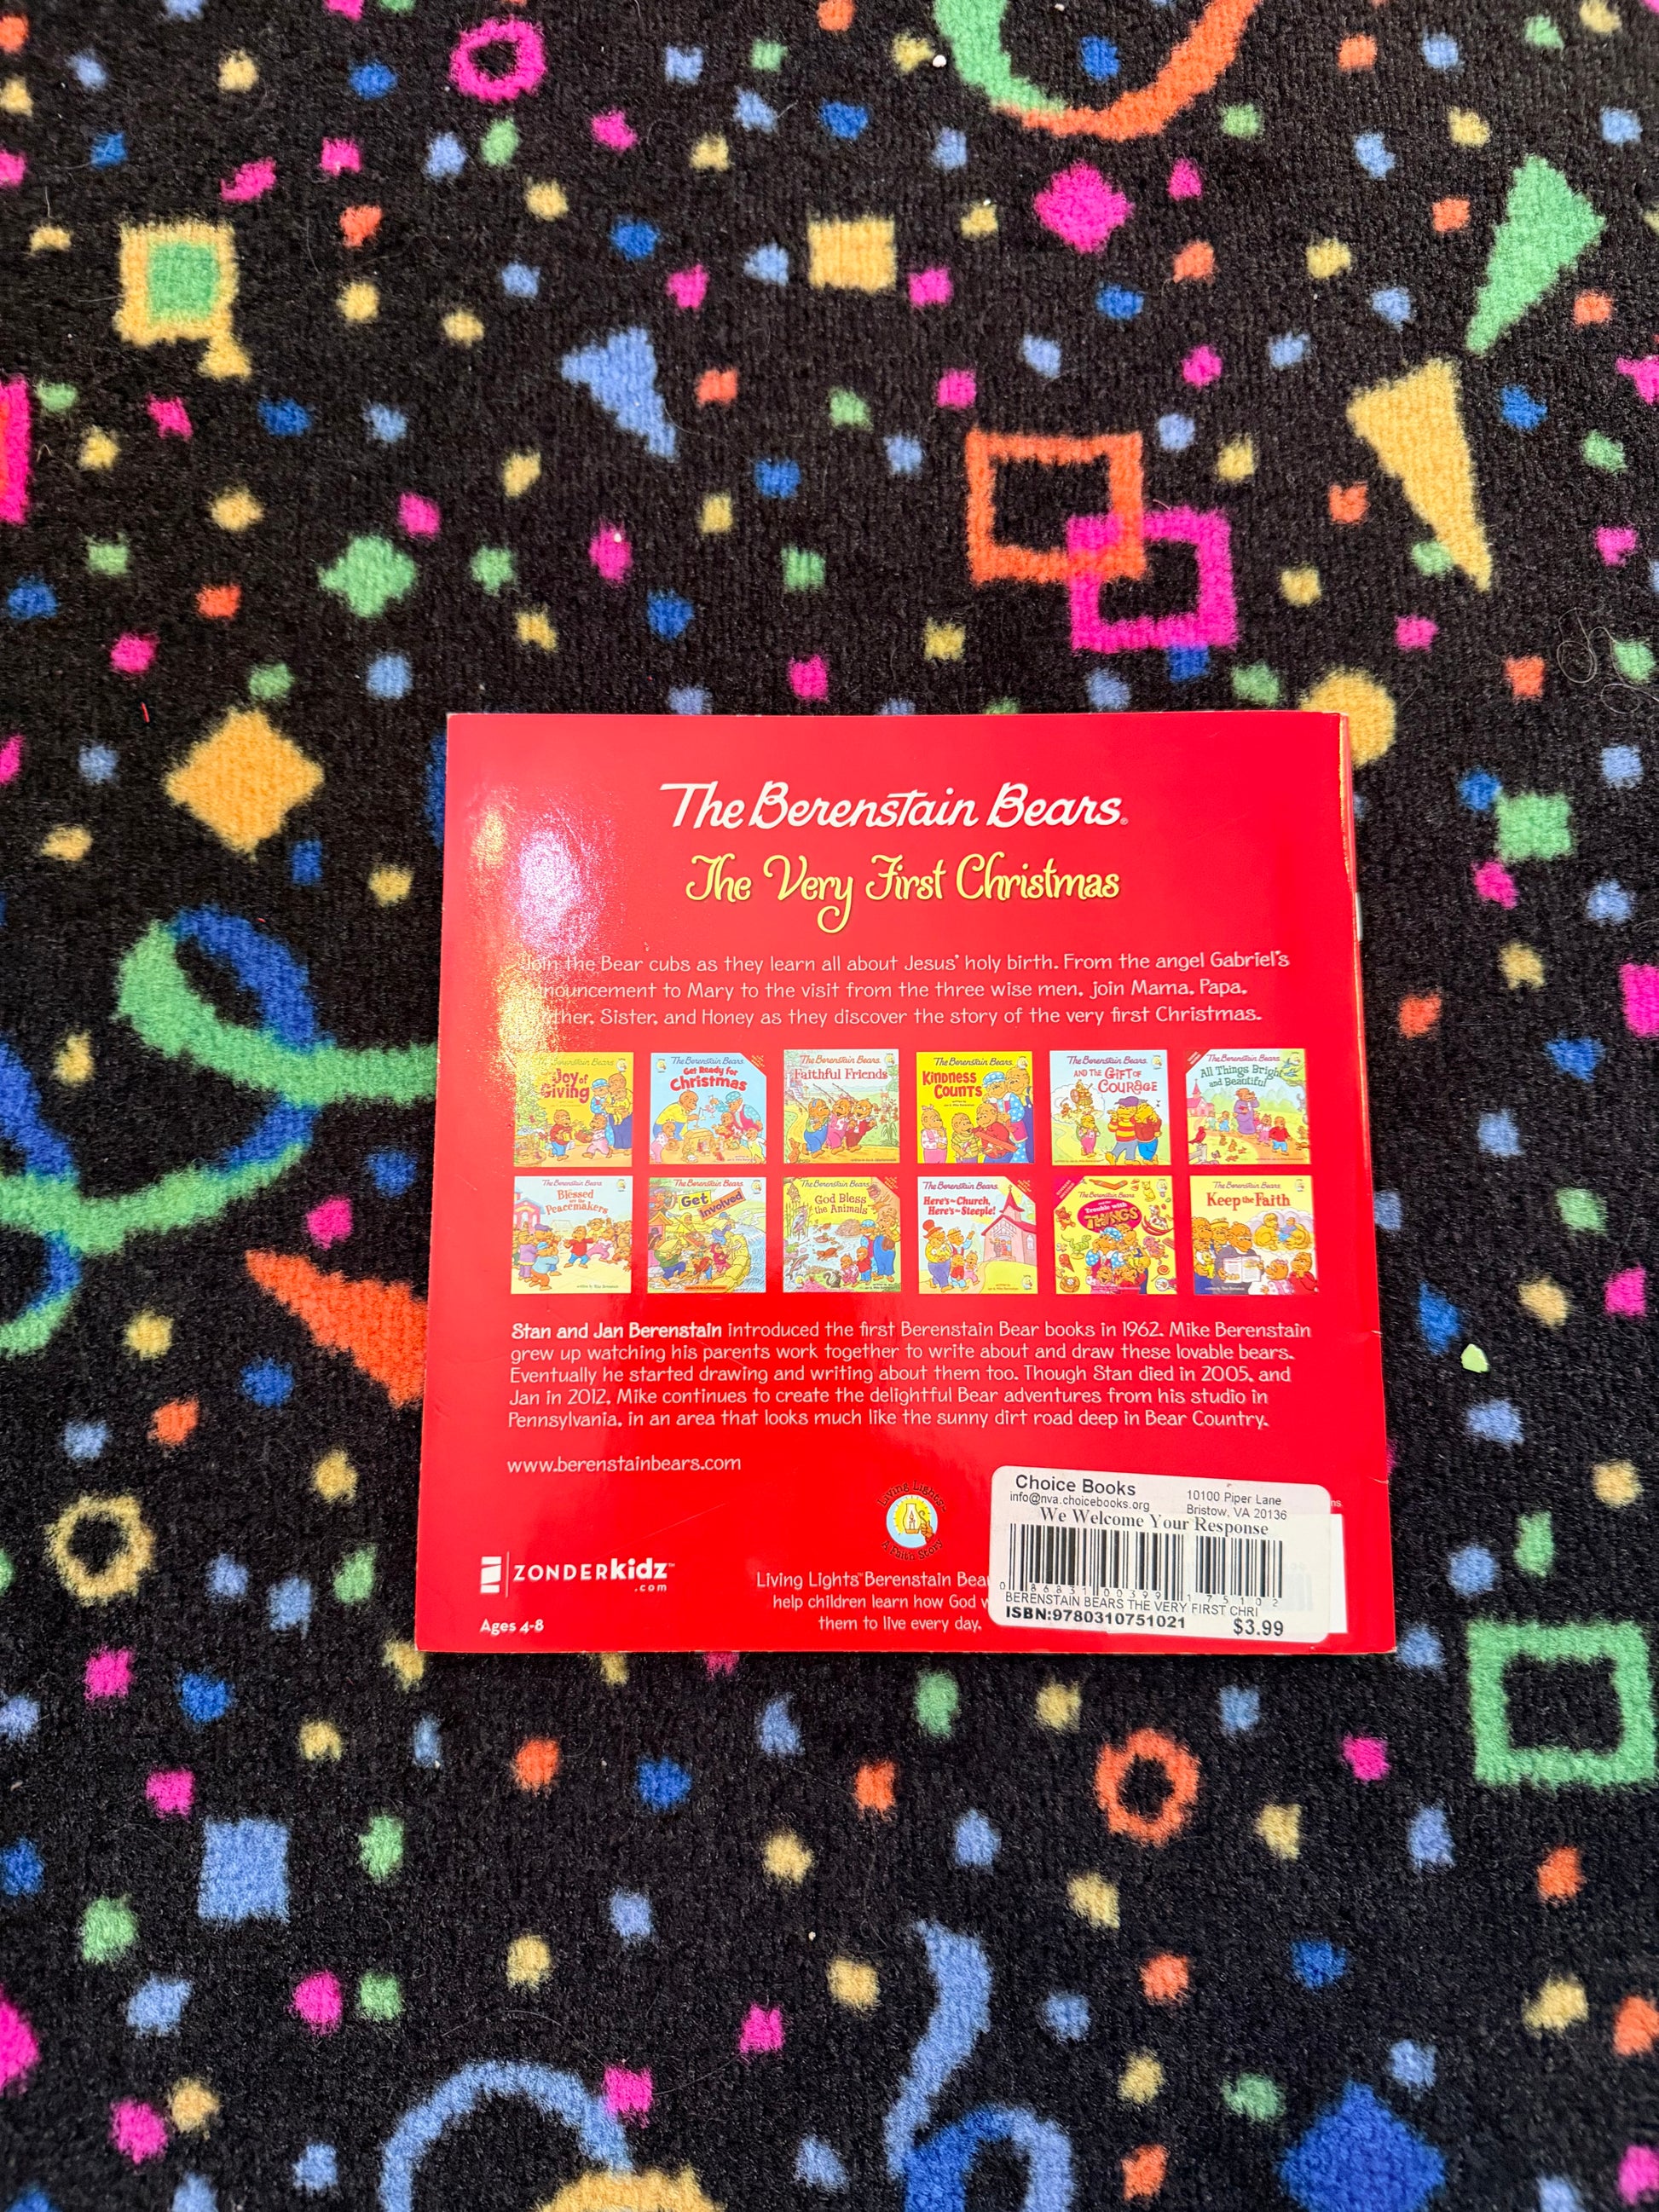 The Berenstain Bears®
The Very First Christmas
Join the Bear cubs as they learn all about Jesus' holy birth. From the angel Gabriel's
announcement to Mary to the visit from the three wise men, join Mama, Papa,
Brother, Sister, and Honey as they discover the story of the very first Christmas.
The Berenstain Bears
Joy of
Giving
The Berenstain Bears
Get Ready for
Christmas
The Berenstain Bears
Faithful Friends
The Berenstain Bears
Kindness
Counts
The Berenstain Bears
AND THE GIFT OF
COURAGE
The Berenstain Bears
All Things Bright
and Beautiful
The Berenstain Bears
Blessed
are the
Peacemakers
The Berenstain Bears
Get
Involved
The Berenstain Bears
God Bless
the Animals
The Berenstain Bears
Here's the Church,
Here's the Steeple!
The Berenstain Bears
Trouble with
THINGS
The Berenstain Bears
Keep the Faith
Stan and Jan Berenstain introduced the first Berenstain Bear books in 1962. Mike Berenstain
grew up watching his parents work together to write about and draw these lovable bears.
Eventually he started drawing and writing about them too. Though Stan died in 2005, and
Jan in 2012, Mike continues to create the delightful Bear adventures from his studio in
Pennsylvania, in an area that looks much like the sunny dirt road deep in Bear Country.
www.berenstainbears.com
Living Lights™
A Faith Story
ZONDERkidz™
.com
Ages 4-8
Living Lights™ Berenstain Bea
help children learn how God w
them to live every day.
Choice Books
info@nva.choicebooks.org
10100 Piper Lane
Bristow, VA 20136
We Welcome Your Response
0 86831 00399 1 75102
BERENSTAIN BEARS THE VERY FIRST CHRI
ISBN:9780310751021
$3.99